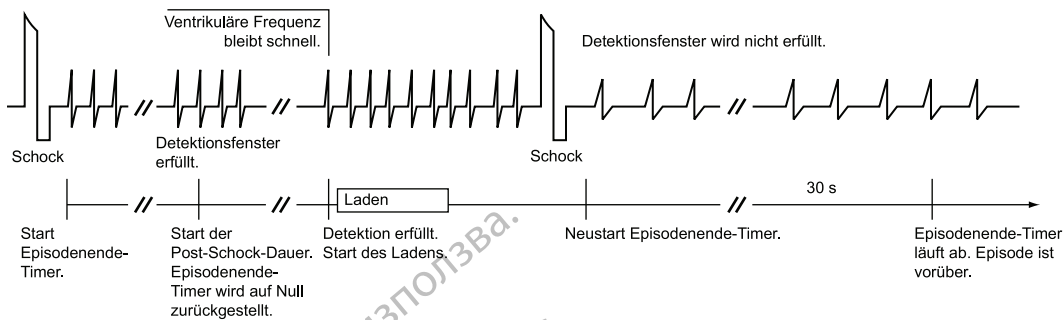 Ventrikuläre Frequenz
bleibt schnell.
Detektionsfenster wird nicht erfüllt.
Schock
Detektionsfenster
erfüllt.
Schock
Laden
30 s
Start
Episodenende-
Timer.
Start der
Post-Schock-Dauer.
Episodenende-
Timer wird auf Null
zurückgestellt.
Detektion erfüllt.
Start des Ladens.
Neustart Episodenende-Timer.
Episodenende-Timer
läuft ab. Episode ist
vorüber.